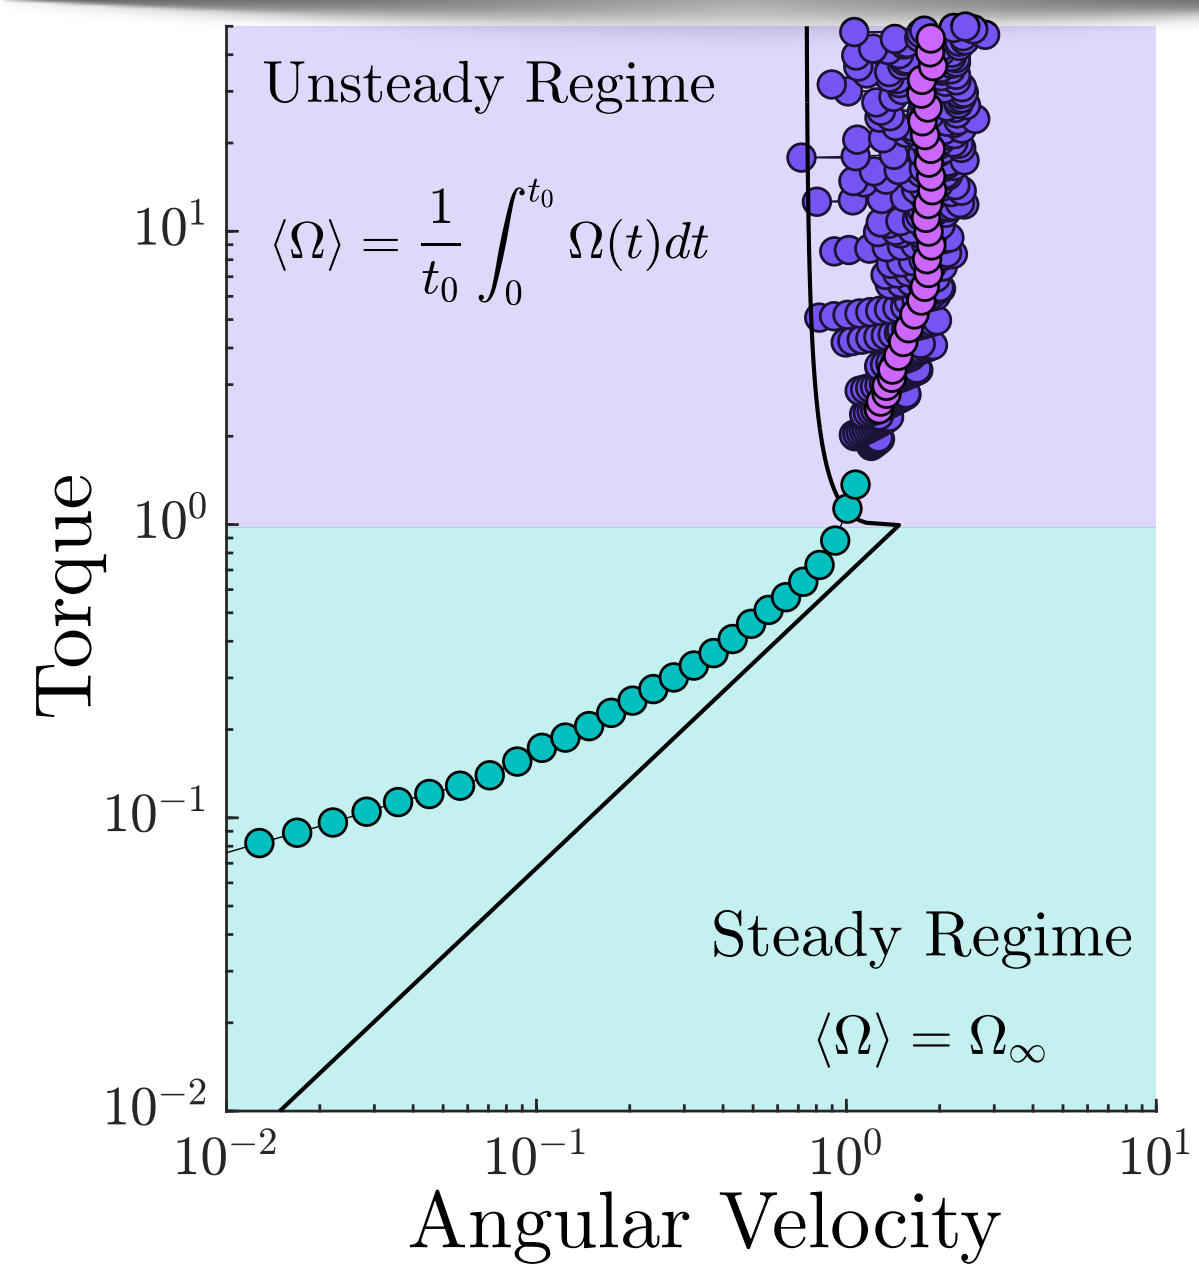 Unsteady Regime
⟨Ω⟩ = 1/t₀ ∫₀^t₀ Ω(t)dt
10¹
10⁰
10⁻¹
10⁻²
Torque
Steady Regime
⟨Ω⟩ = Ω∞
10⁻² 10⁻¹ 10⁰ 10¹
Angular Velocity